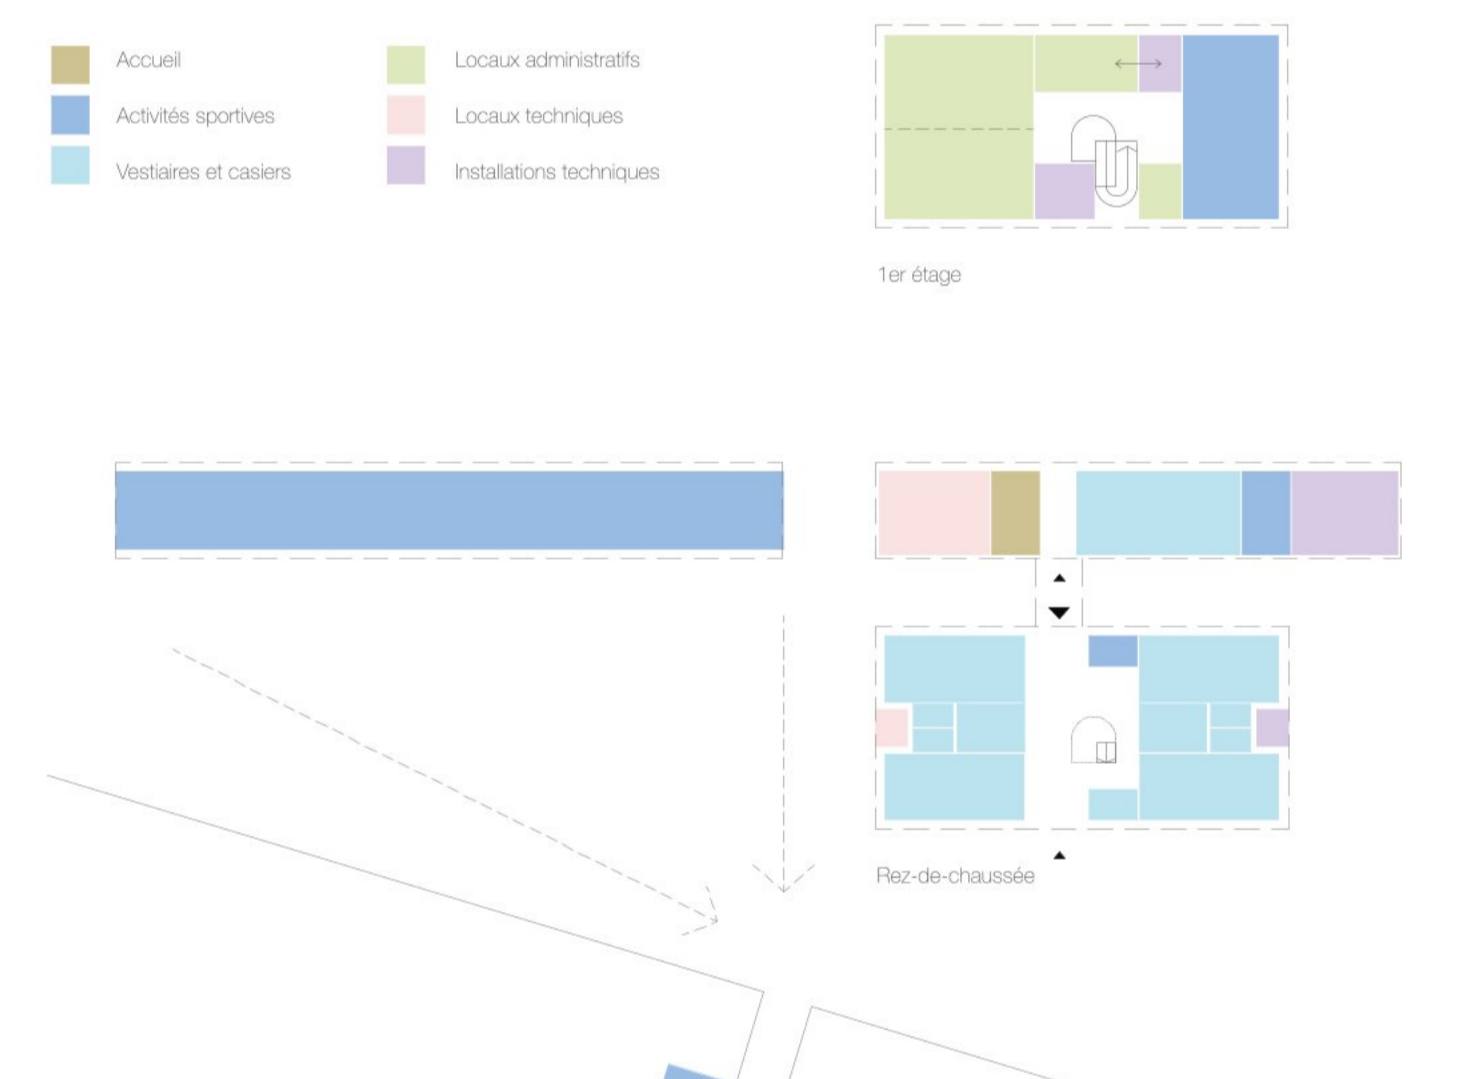 Accueil
Activités sportives
Vestiaires et casiers
Locaux administratifs
Locaux techniques
Installations techniques
1er étage
Rez-de-chaussée